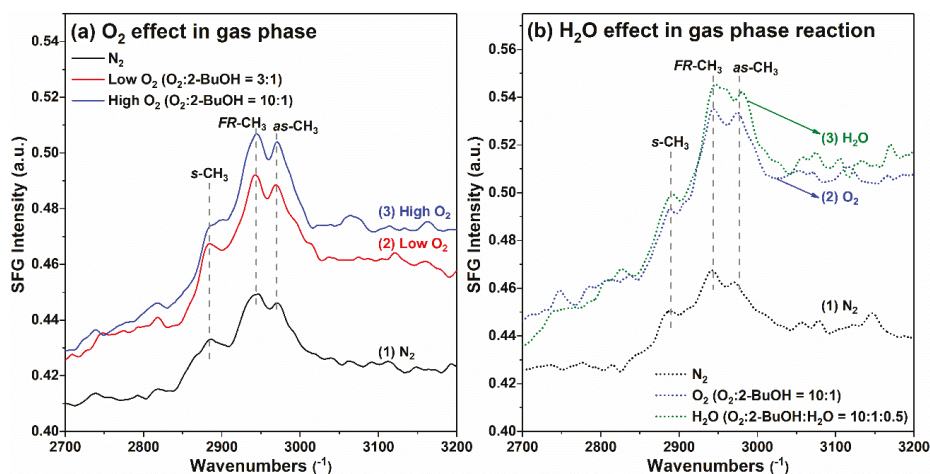 (a) O₂ effect in gas phase
N₂
Low O₂ (O₂:2-BuOH = 3:1)
High O₂ (O₂:2-BuOH = 10:1)
FR-CH₃
as-CH₃
s-CH₃
(3) High O₂
(2) Low O₂
(1) N₂
SFG Intensity (a.u.)
0.54
0.52
0.50
0.48
0.46
0.44
0.42
0.40
2700 2800 2900 3000 3100 3200
Wavenumbers (⁻¹)
(b) H₂O effect in gas phase reaction
FR-CH₃
as-CH₃
s-CH₃
(3) H₂O
(2) O₂
(1) N₂
N₂
O₂ (O₂:2-BuOH = 10:1)
H₂O (O₂:2-BuOH:H₂O = 10:1:0.5)
SFG Intensity (a.u.)
0.56
0.54
0.52
0.50
0.48
0.46
0.44
0.42
0.40
2700 2800 2900 3000 3100 3200
Wavenumbers (⁻¹)